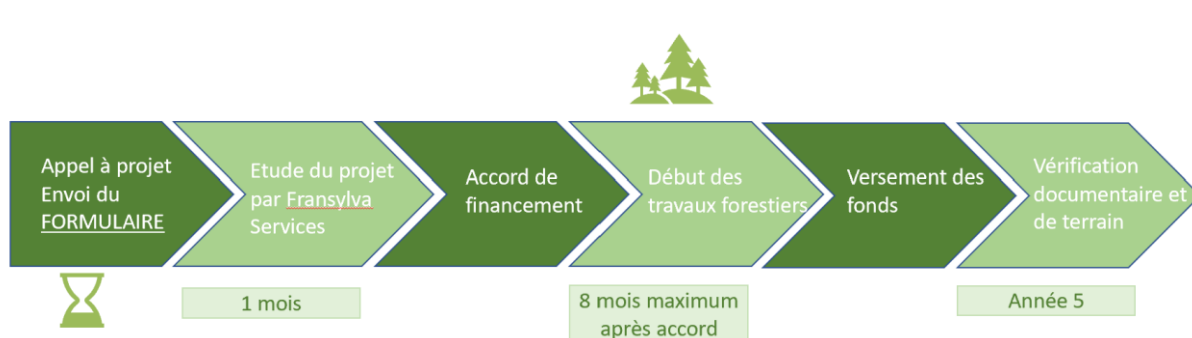 Appel à projet
Envoi du
FORMULAIRE
Etude du projet
par Fransylva
Services
Accord de
financement
Début des
travaux forestiers
Versement des
fonds
Vérification
documentaire et
de terrain
1 mois
8 mois maximum
après accord
Année 5